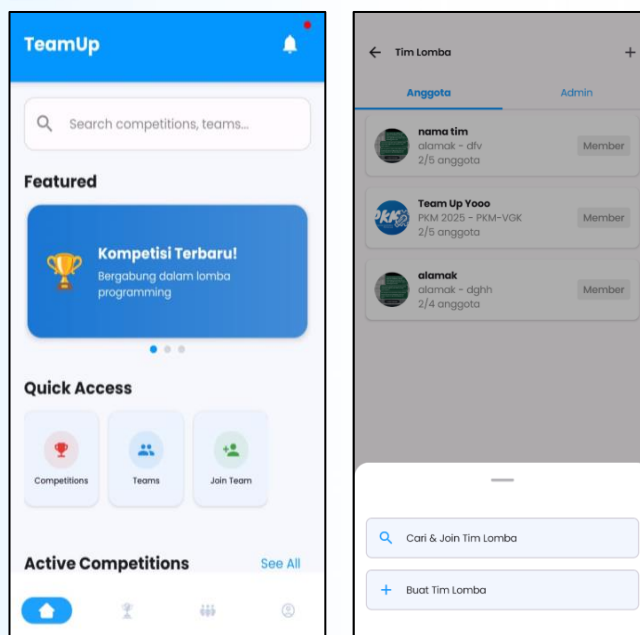 TeamUp
Search competitions, teams...
Featured
Kompetisi Terbaru!
Bergabung dalam lomba
programming
Quick Access
Competitions
Teams
Join Team
Active Competitions
See All
Tim Lomba
Anggota
Admin
nama tim
alamak - dfv
2/5 anggota
Member
Team Up Yooo
PKM 2025 - PKM-VGK
2/5 anggota
Member
alamak
alamak - dghh
2/4 anggota
Member
Cari & Join Tim Lomba
Buat Tim Lomba